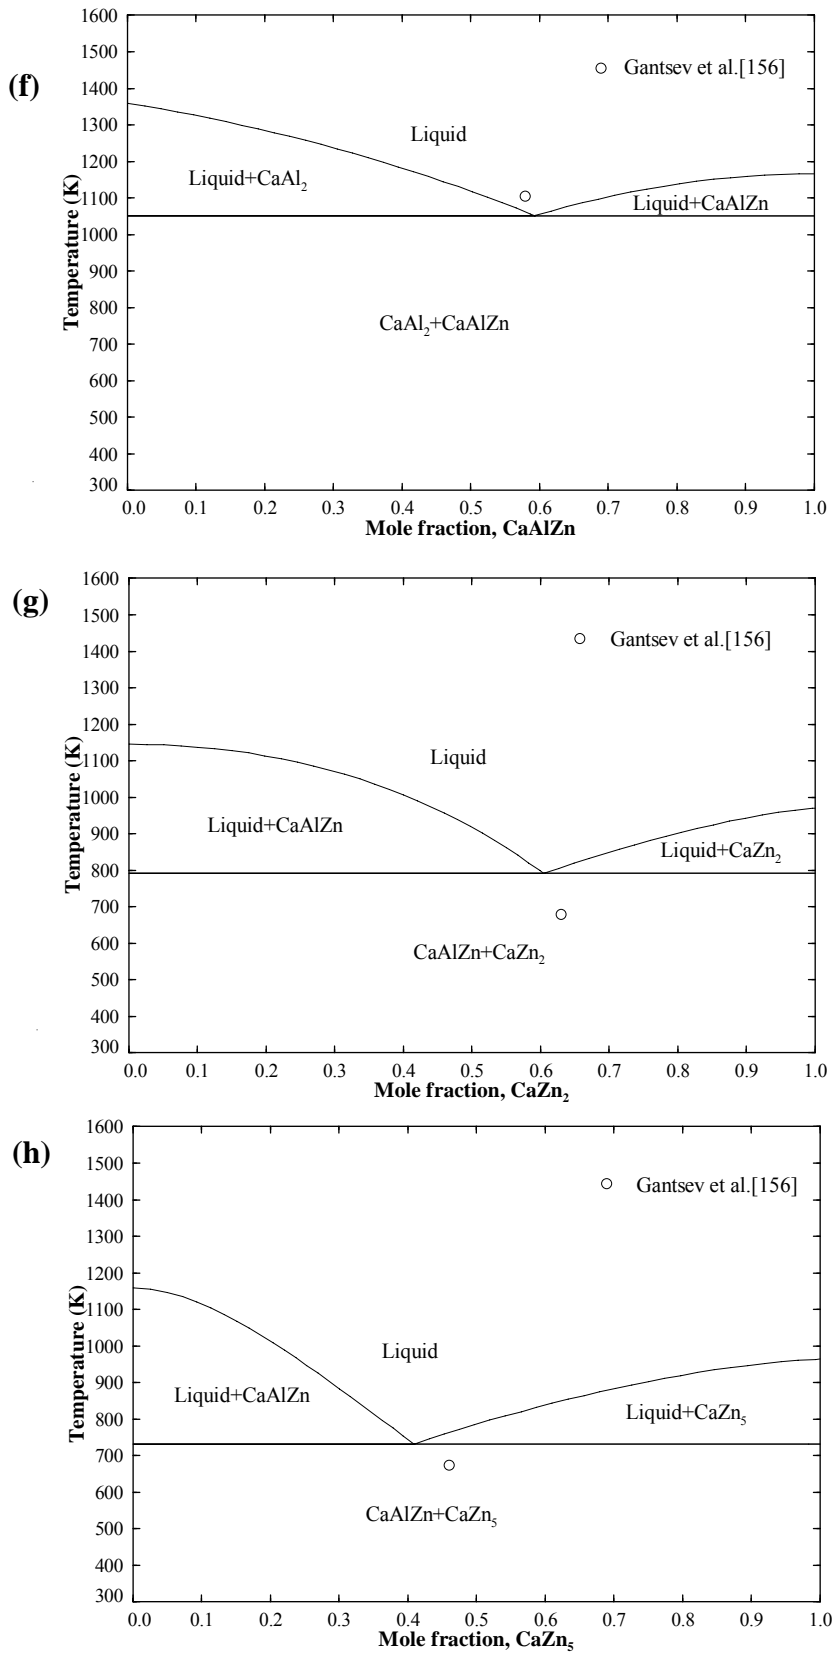 (f)
1600
1500
1400
1300
1200
1100
1000
900
800
700
600
500
400
300
Temperature (K)
Gantsev et al.[156]
Liquid
Liquid+CaAl₂
Liquid+CaAlZn
CaAl₂+CaAlZn
0.0 0.1 0.2 0.3 0.4 0.5 0.6 0.7 0.8 0.9 1.0
Mole fraction, CaAlZn
(g)
1600
1500
1400
1300
1200
1100
1000
900
800
700
600
500
400
300
Temperature (K)
Gantsev et al.[156]
Liquid
Liquid+CaAlZn
Liquid+CaZn₂
CaAlZn+CaZn₂
0.0 0.1 0.2 0.3 0.4 0.5 0.6 0.7 0.8 0.9 1.0
Mole fraction, CaZn₂
(h)
1600
1500
1400
1300
1200
1100
1000
900
800
700
600
500
400
300
Temperature (K)
Gantsev et al.[156]
Liquid
Liquid+CaAlZn
Liquid+CaZn₅
CaAlZn+CaZn₅
0.0 0.1 0.2 0.3 0.4 0.5 0.6 0.7 0.8 0.9 1.0
Mole fraction, CaZn₅